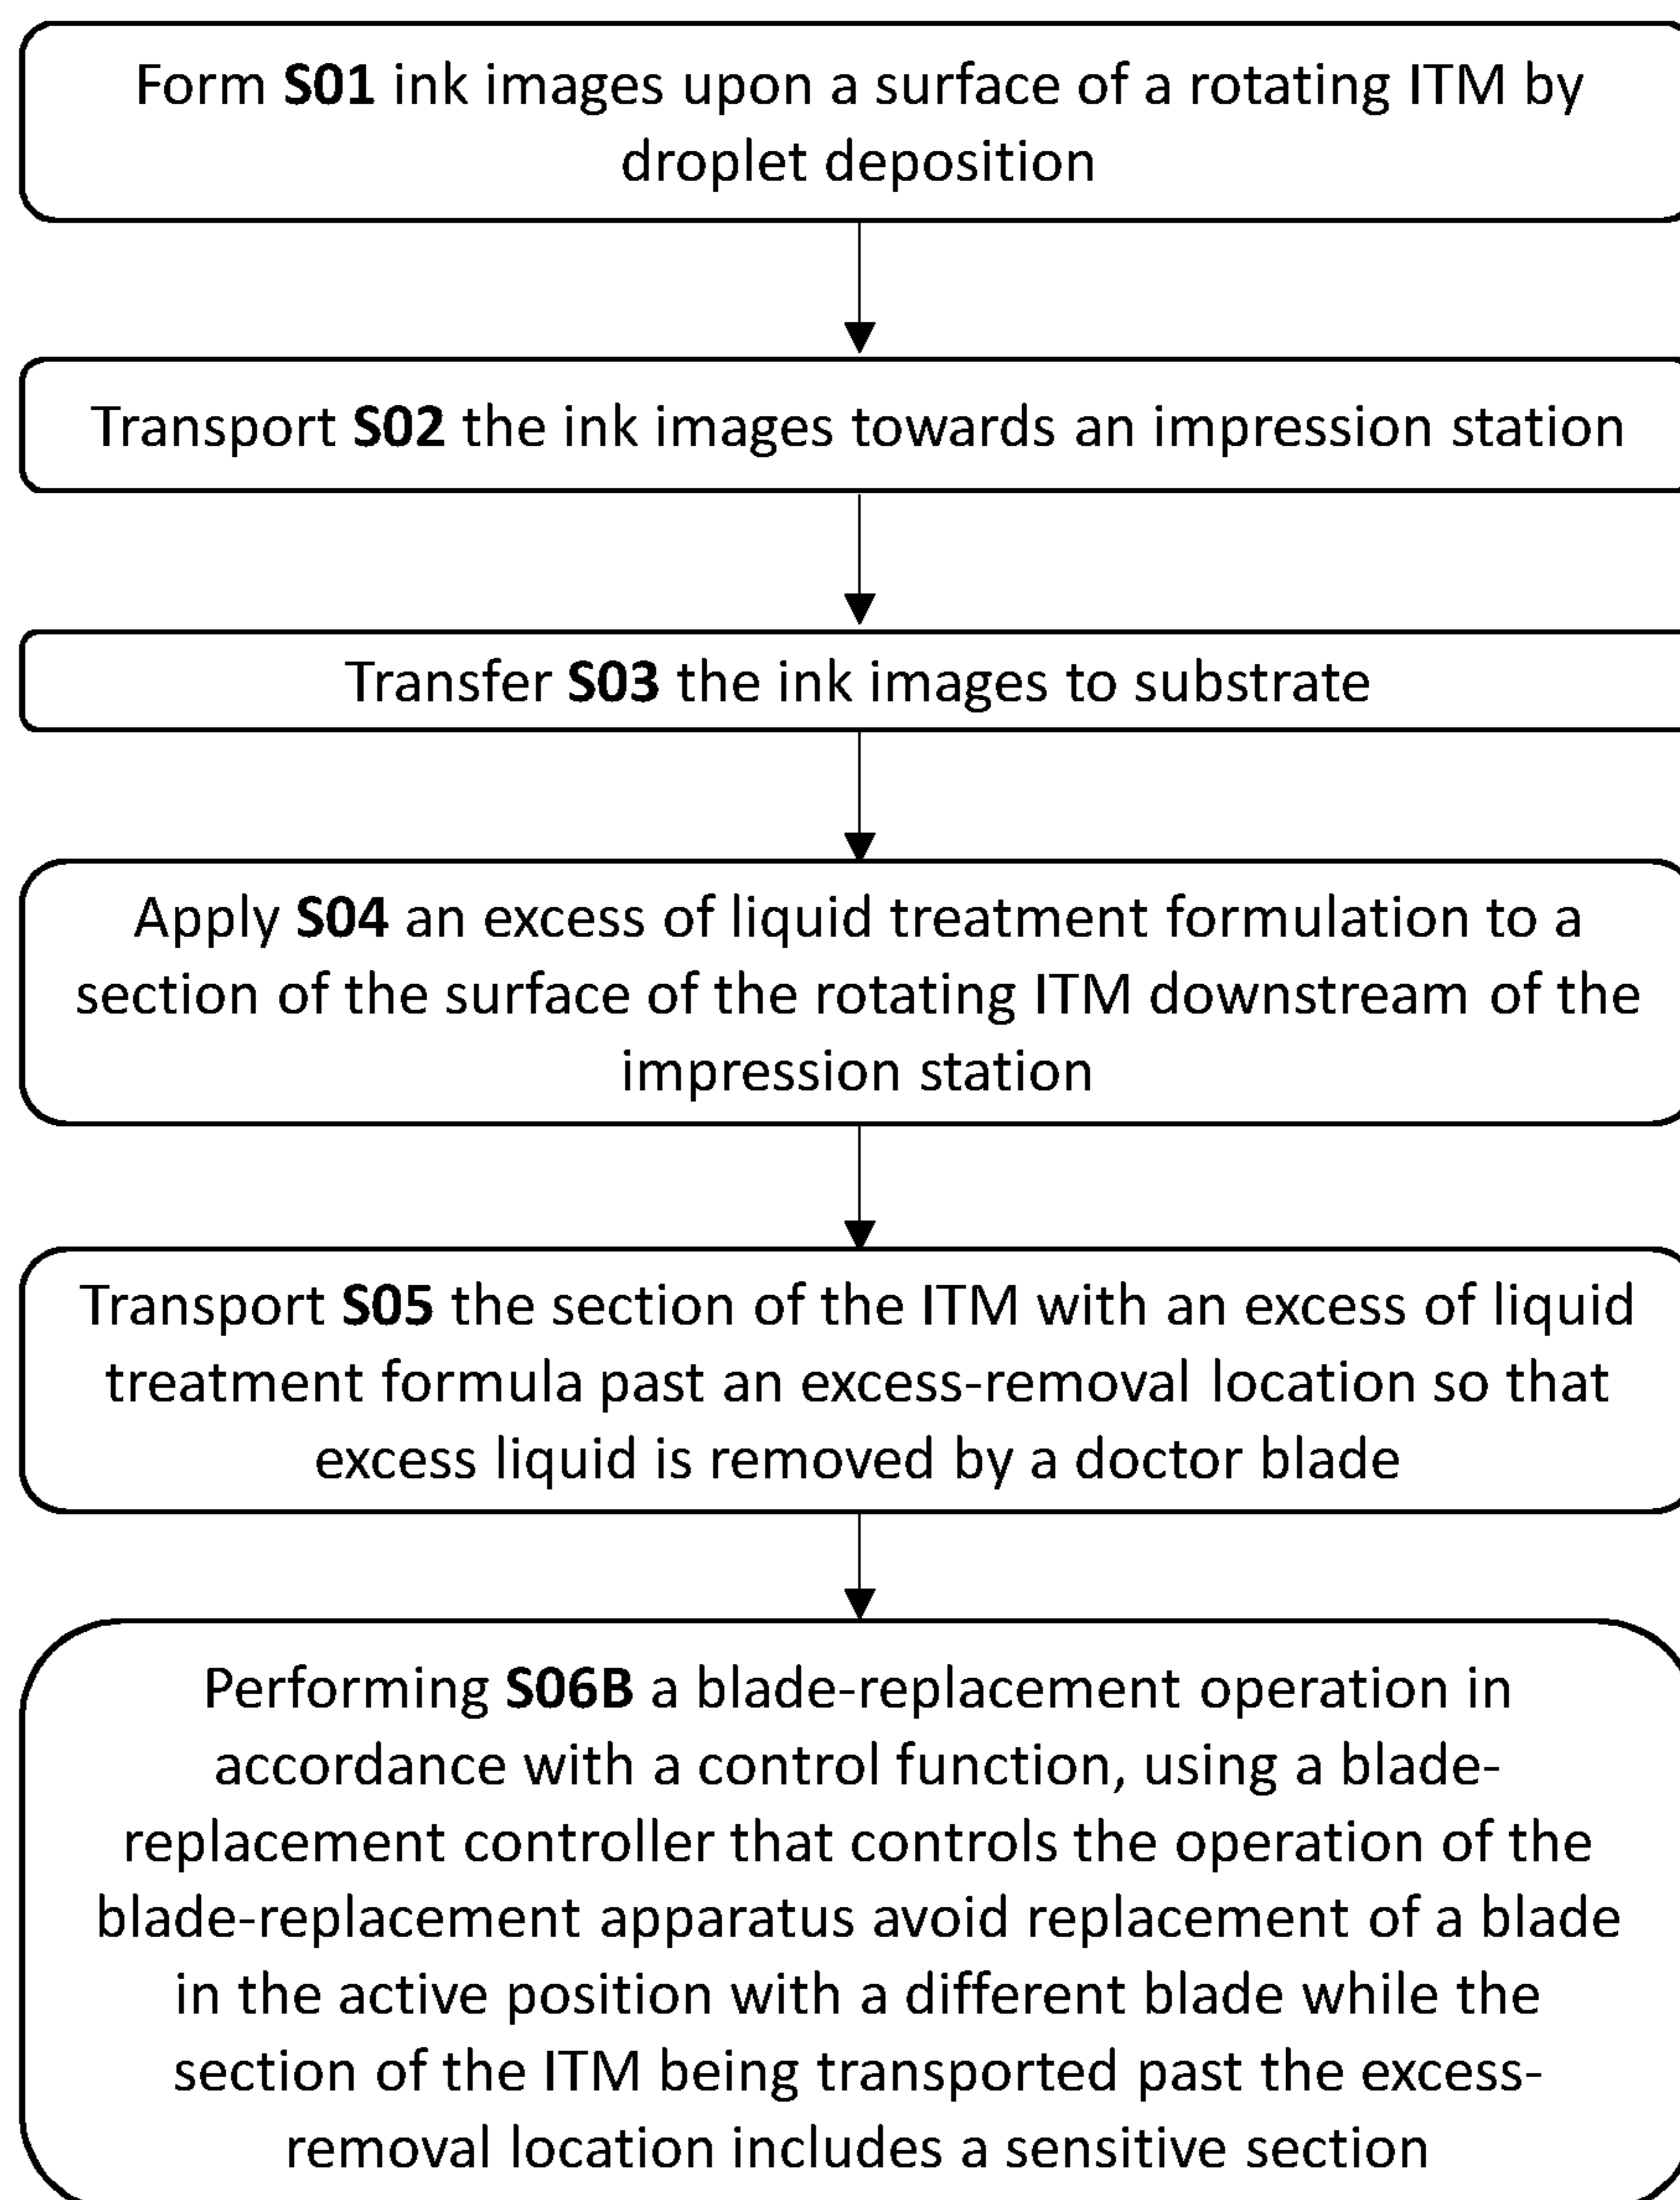 Form S01 ink images upon a surface of a rotating ITM by
droplet deposition
Transport S02 the ink images towards an impression station
Transfer S03 the ink images to substrate
Apply S04 an excess of liquid treatment formulation to a
section of the surface of the rotating ITM downstream of the
impression station
Transport S05 the section of the ITM with an excess of liquid
treatment formula past an excess-removal location so that
excess liquid is removed by a doctor blade
Performing S06B a blade-replacement operation in
accordance with a control function, using a blade-
replacement controller that controls the operation of the
blade-replacement apparatus avoid replacement of a blade
in the active position with a different blade while the
section of the ITM being transported past the excess-
removal location includes a sensitive section